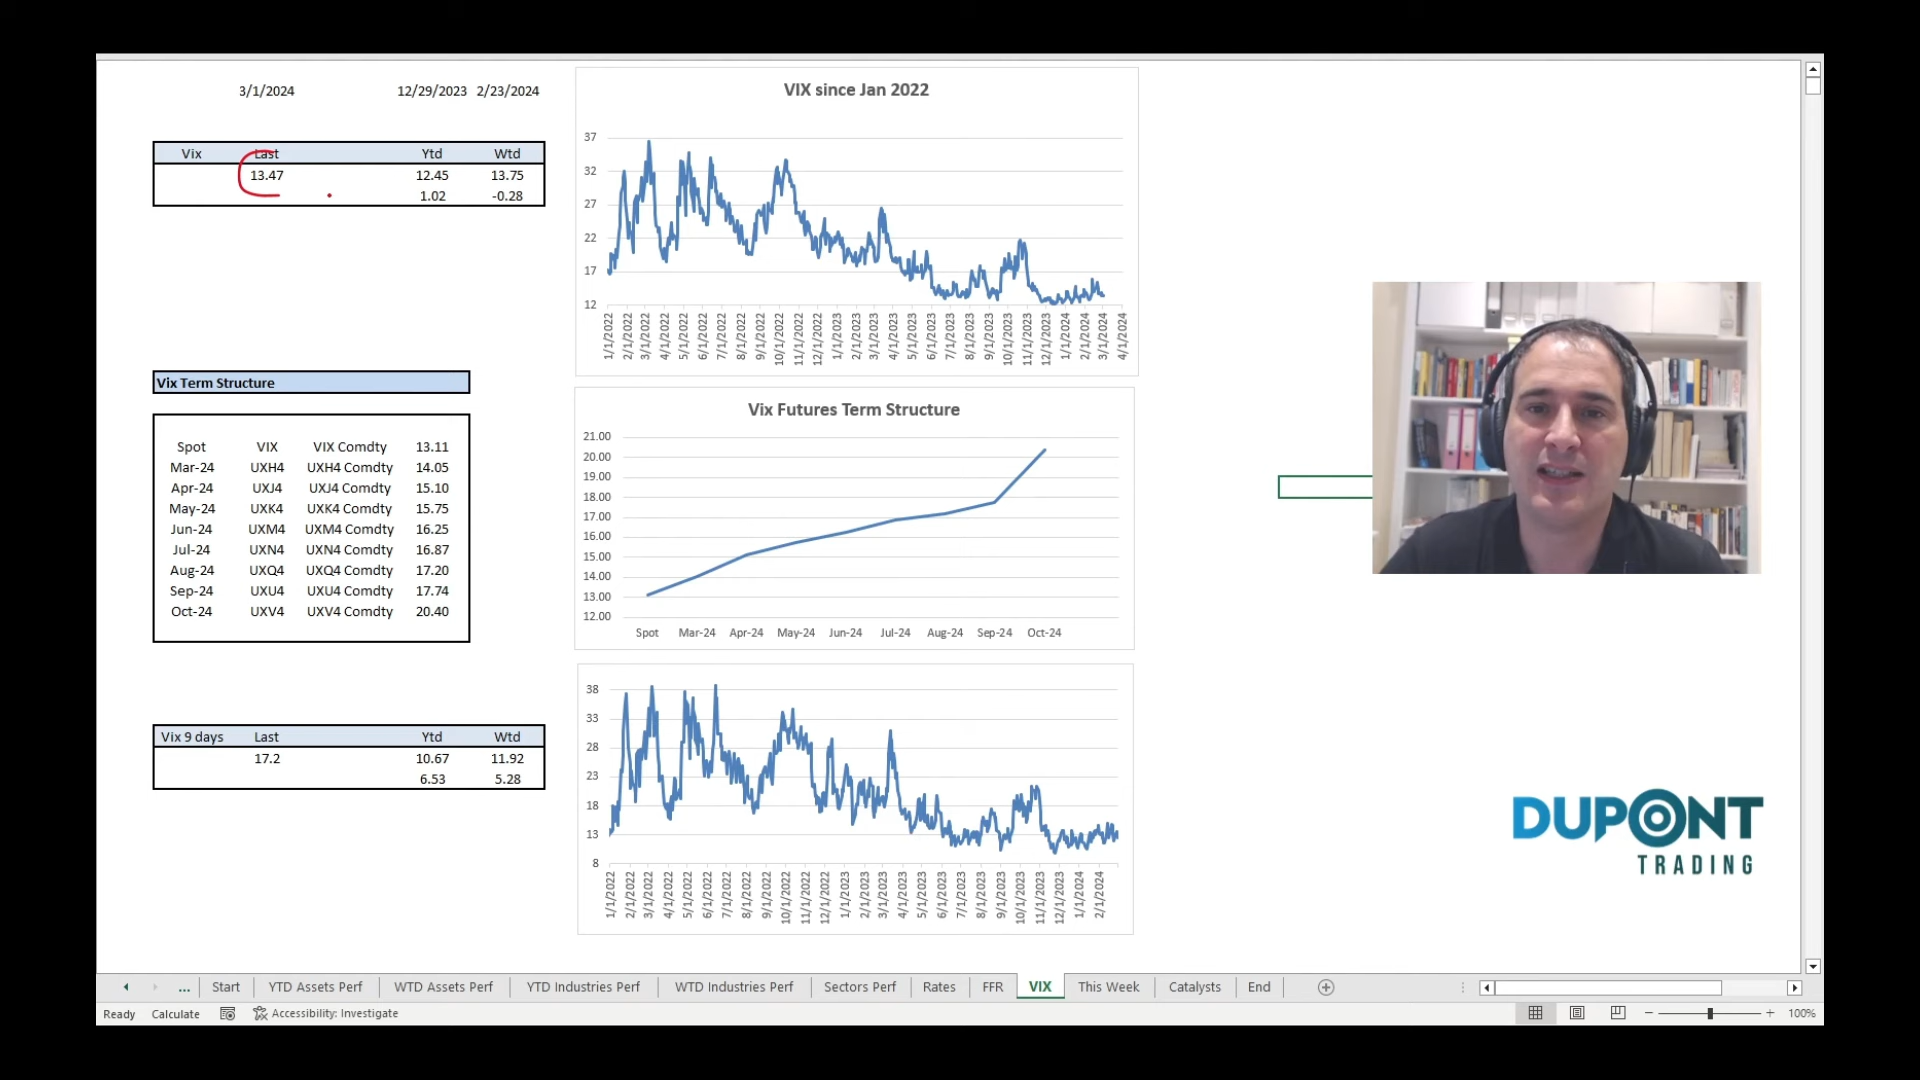 3/1/2024 12/29/2023 2/23/2024
Vix Last Ytd Wtd
13.47 12.45 13.75
1.02 -0.28
Vix Term Structure
Spot VIX VIX Comdty 13.11
Mar-24 UXH4 UXH4 Comdty 14.05
Apr-24 UXJ4 UXJ4 Comdty 15.10
May-24 UXK4 UXK4 Comdty 15.75
Jun-24 UXM4 UXM4 Comdty 16.25
Jul-24 UXN4 UXN4 Comdty 16.87
Aug-24 UXQ4 UXQ4 Comdty 17.20
Sep-24 UXU4 UXU4 Comdty 17.74
Oct-24 UXV4 UXV4 Comdty 20.40
Vix 9 days Last Ytd Wtd
17.2 10.67 11.92
6.53 5.28
VIX since Jan 2022
37
32
27
22
17
12
1/1/2022 2/1/2022 3/1/2022 4/1/2022 5/1/2022 6/1/2022 7/1/2022 8/1/2022 9/1/2022 10/1/2022 11/1/2022 12/1/2022 1/1/2023 2/1/2023 3/1/2023 4/1/2023 5/1/2023 6/1/2023 7/1/2023 8/1/2023 9/1/2023 10/1/2023 11/1/2023 12/1/2023 1/1/2024 2/1/2024 3/1/2024 4/1/2024
Vix Futures Term Structure
21.00
20.00
19.00
18.00
17.00
16.00
15.00
14.00
13.00
12.00
Spot Mar-24 Apr-24 May-24 Jun-24 Jul-24 Aug-24 Sep-24 Oct-24
38
33
28
23
18
13
8
1/1/2022 2/1/2022 3/1/2022 4/1/2022 5/1/2022 6/1/2022 7/1/2022 8/1/2022 9/1/2022 10/1/2022 11/1/2022 12/1/2022 1/1/2023 2/1/2023 3/1/2023 4/1/2023 5/1/2023 6/1/2023 7/1/2023 8/1/2023 9/1/2023 10/1/2023 11/1/2023 12/1/2023 1/1/2024 2/1/2024
DUPONT
TRADING
... Start YTD Assets Perf WTD Assets Perf YTD Industries Perf WTD Industries Perf Sectors Perf Rates FFR VIX This Week Catalysts End
Ready Calculate Accessibility: Investigate 100%